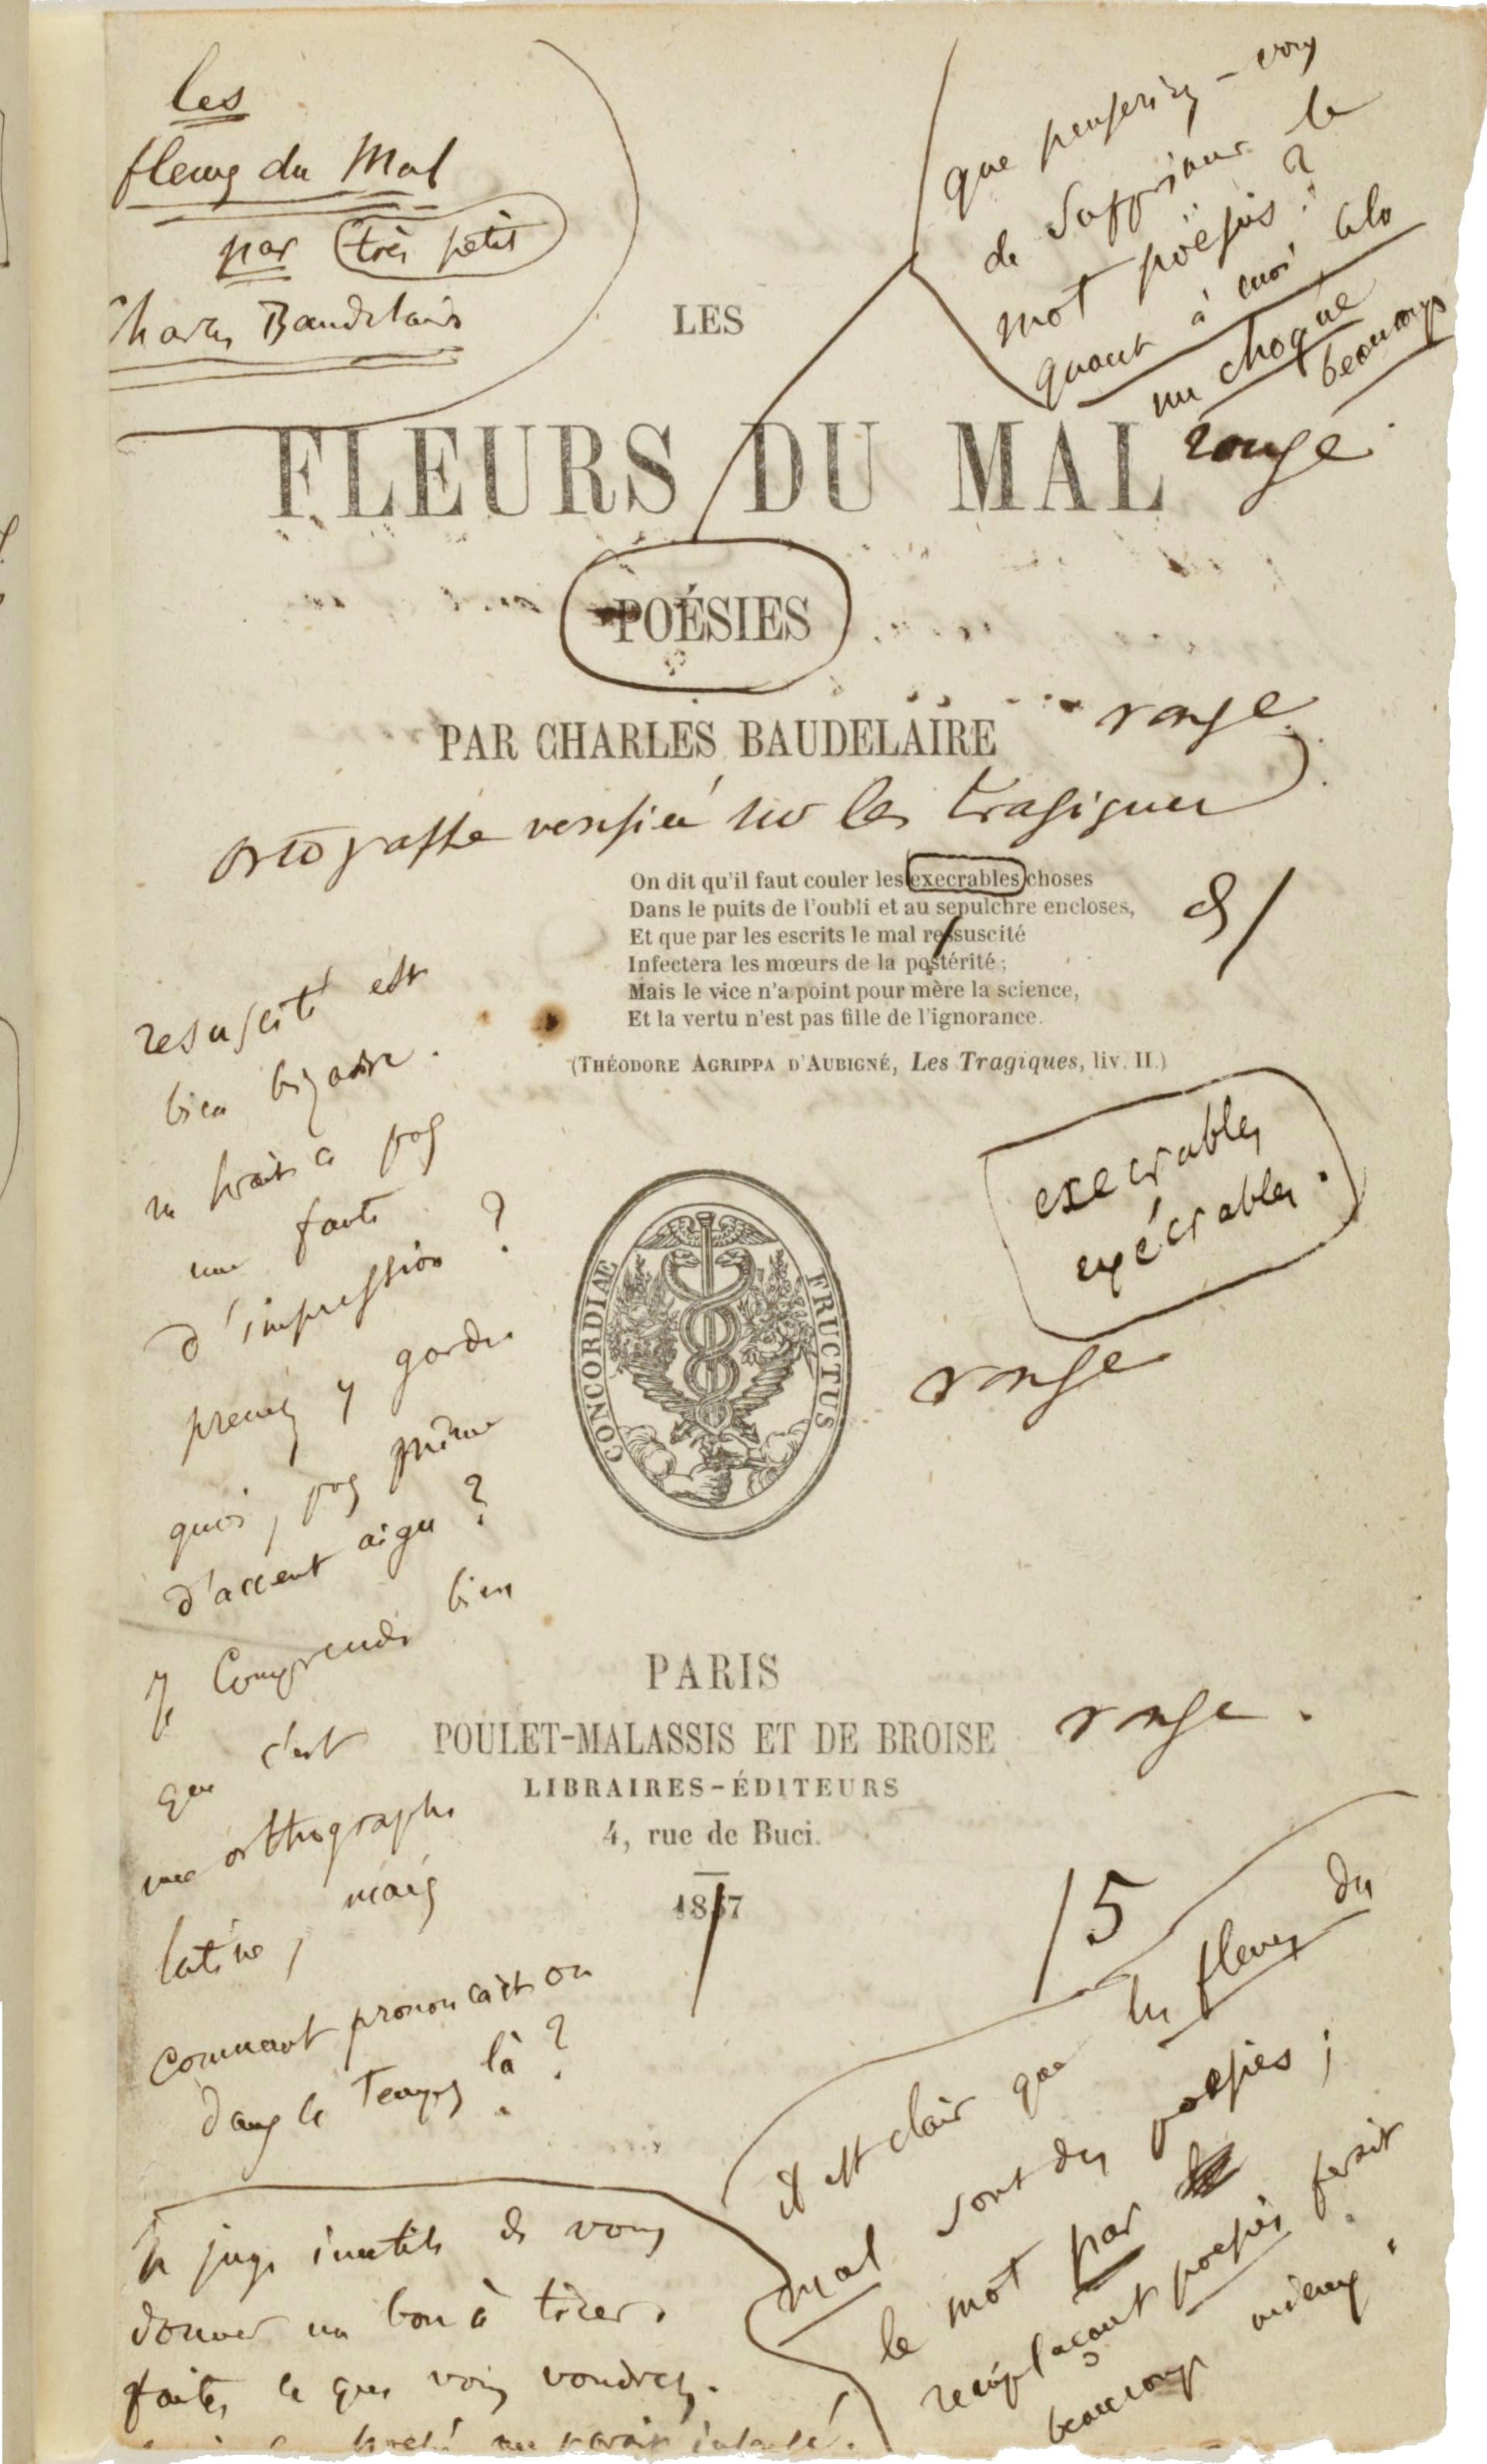 les
fleurs du Mal
par très petit
Charles Baudelaire
que penseriez-vous
de supprimer le
mot poësies ?
quant à moi cela
me choque
beaucoup
LES
FLEURS DU MAL
rouge
POÉSIES
PAR CHARLES BAUDELAIRE
rouge
ortografhe verifiée sur les tragiques
On dit qu'il faut couler les execrables choses
Dans le puits de l'oubli et au sepulchre encloses,
Et que par les escrits le mal ressuscité
Infectera les mœurs de la postérité ;
Mais le vice n'a point pour mère la science,
Et la vertu n'est pas fille de l'ignorance.
(THÉODORE AGRIPPA D'AUBIGNÉ, Les Tragiques, liv. II.)
resuscité est
bien bizarre.
ne serait ce pas
une faute
d'impression ?
prenez y garde
quoi, pas même
d'accent aigu ?
Je comprends bien
que c'est
une orthographe
latine, mais
comment prononçait on
dans ce temps là ?
execrables
exécrables.
rouge
CONCORDIAE FRUCTUS
PARIS
POULET-MALASSIS ET DE BROISE
rouge.
LIBRAIRES-ÉDITEURS
4, rue de Buci.
1857
/5
il est clair que les fleurs du
mal sont des poesies ;
le mot par
remplaçant poesies ferait
beaucoup mieux.
Je juge inutile de vous
donner un bon à tirer.
faites ce que vous voudrez.